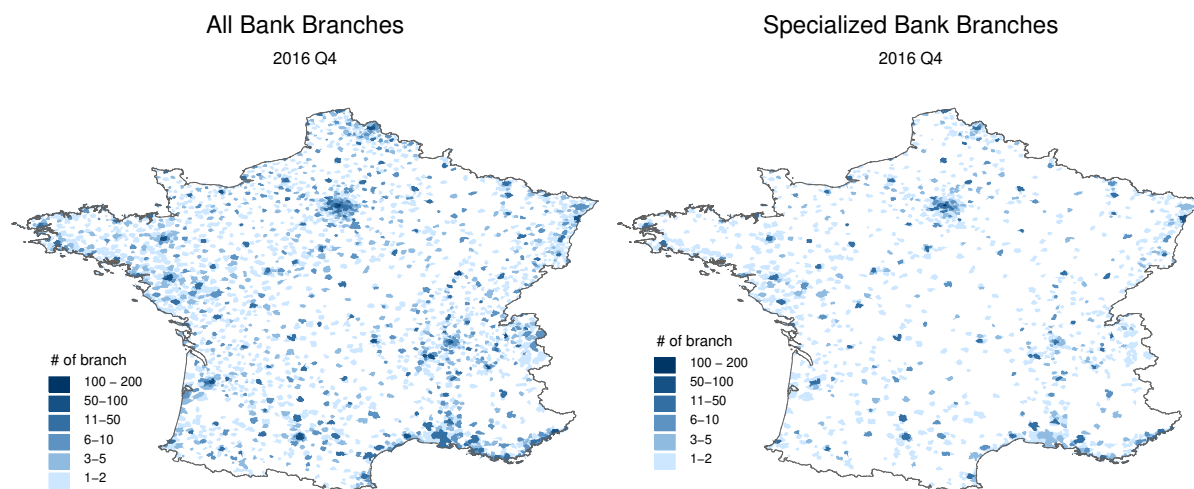 All Bank Branches
2016 Q4
# of branch
100 − 200
50−100
11−50
6−10
3−5
1−2
Specialized Bank Branches
2016 Q4
# of branch
100 − 200
50−100
11−50
6−10
3−5
1−2